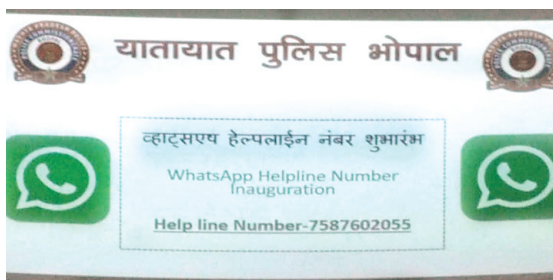 यातायात पुलिस भोपाल
व्हाट्सएप हेल्पलाईन नंबर शुभारंभ
WhatsApp Helpline Number
Inauguration
Help line Number-7587602055